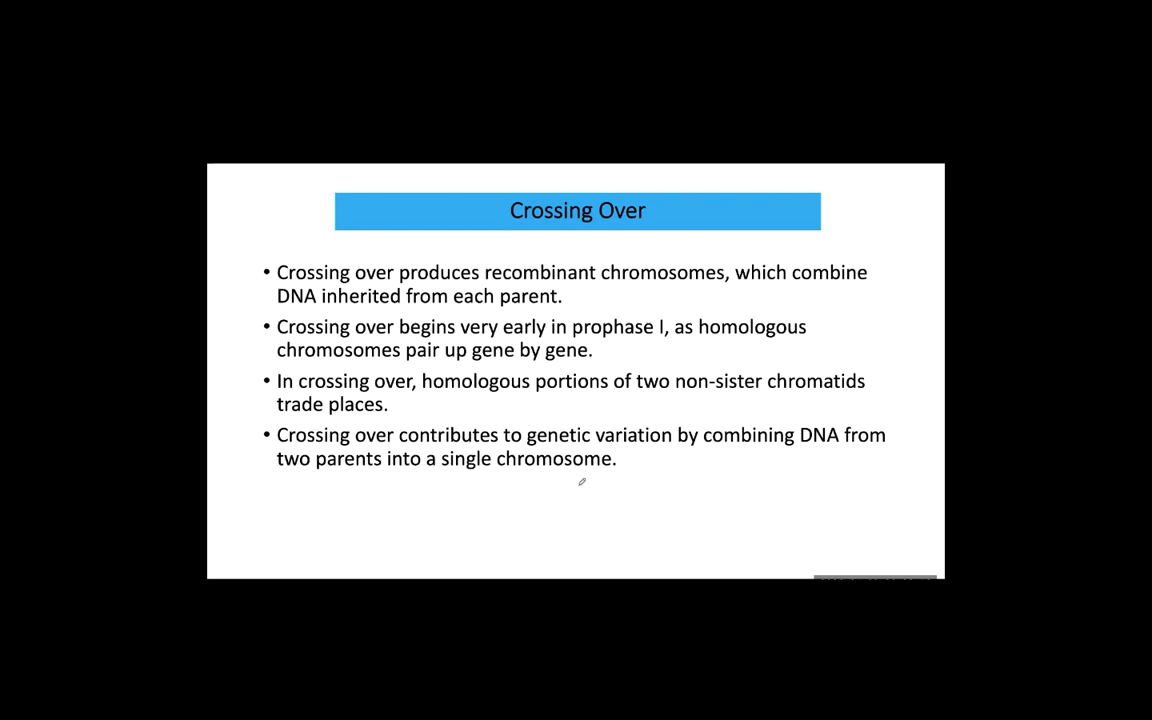 Crossing Over
• Crossing over produces recombinant chromosomes, which combine
DNA inherited from each parent.
• Crossing over begins very early in prophase I, as homologous
chromosomes pair up gene by gene.
• In crossing over, homologous portions of two non-sister chromatids
trade places.
• Crossing over contributes to genetic variation by combining DNA from
two parents into a single chromosome.